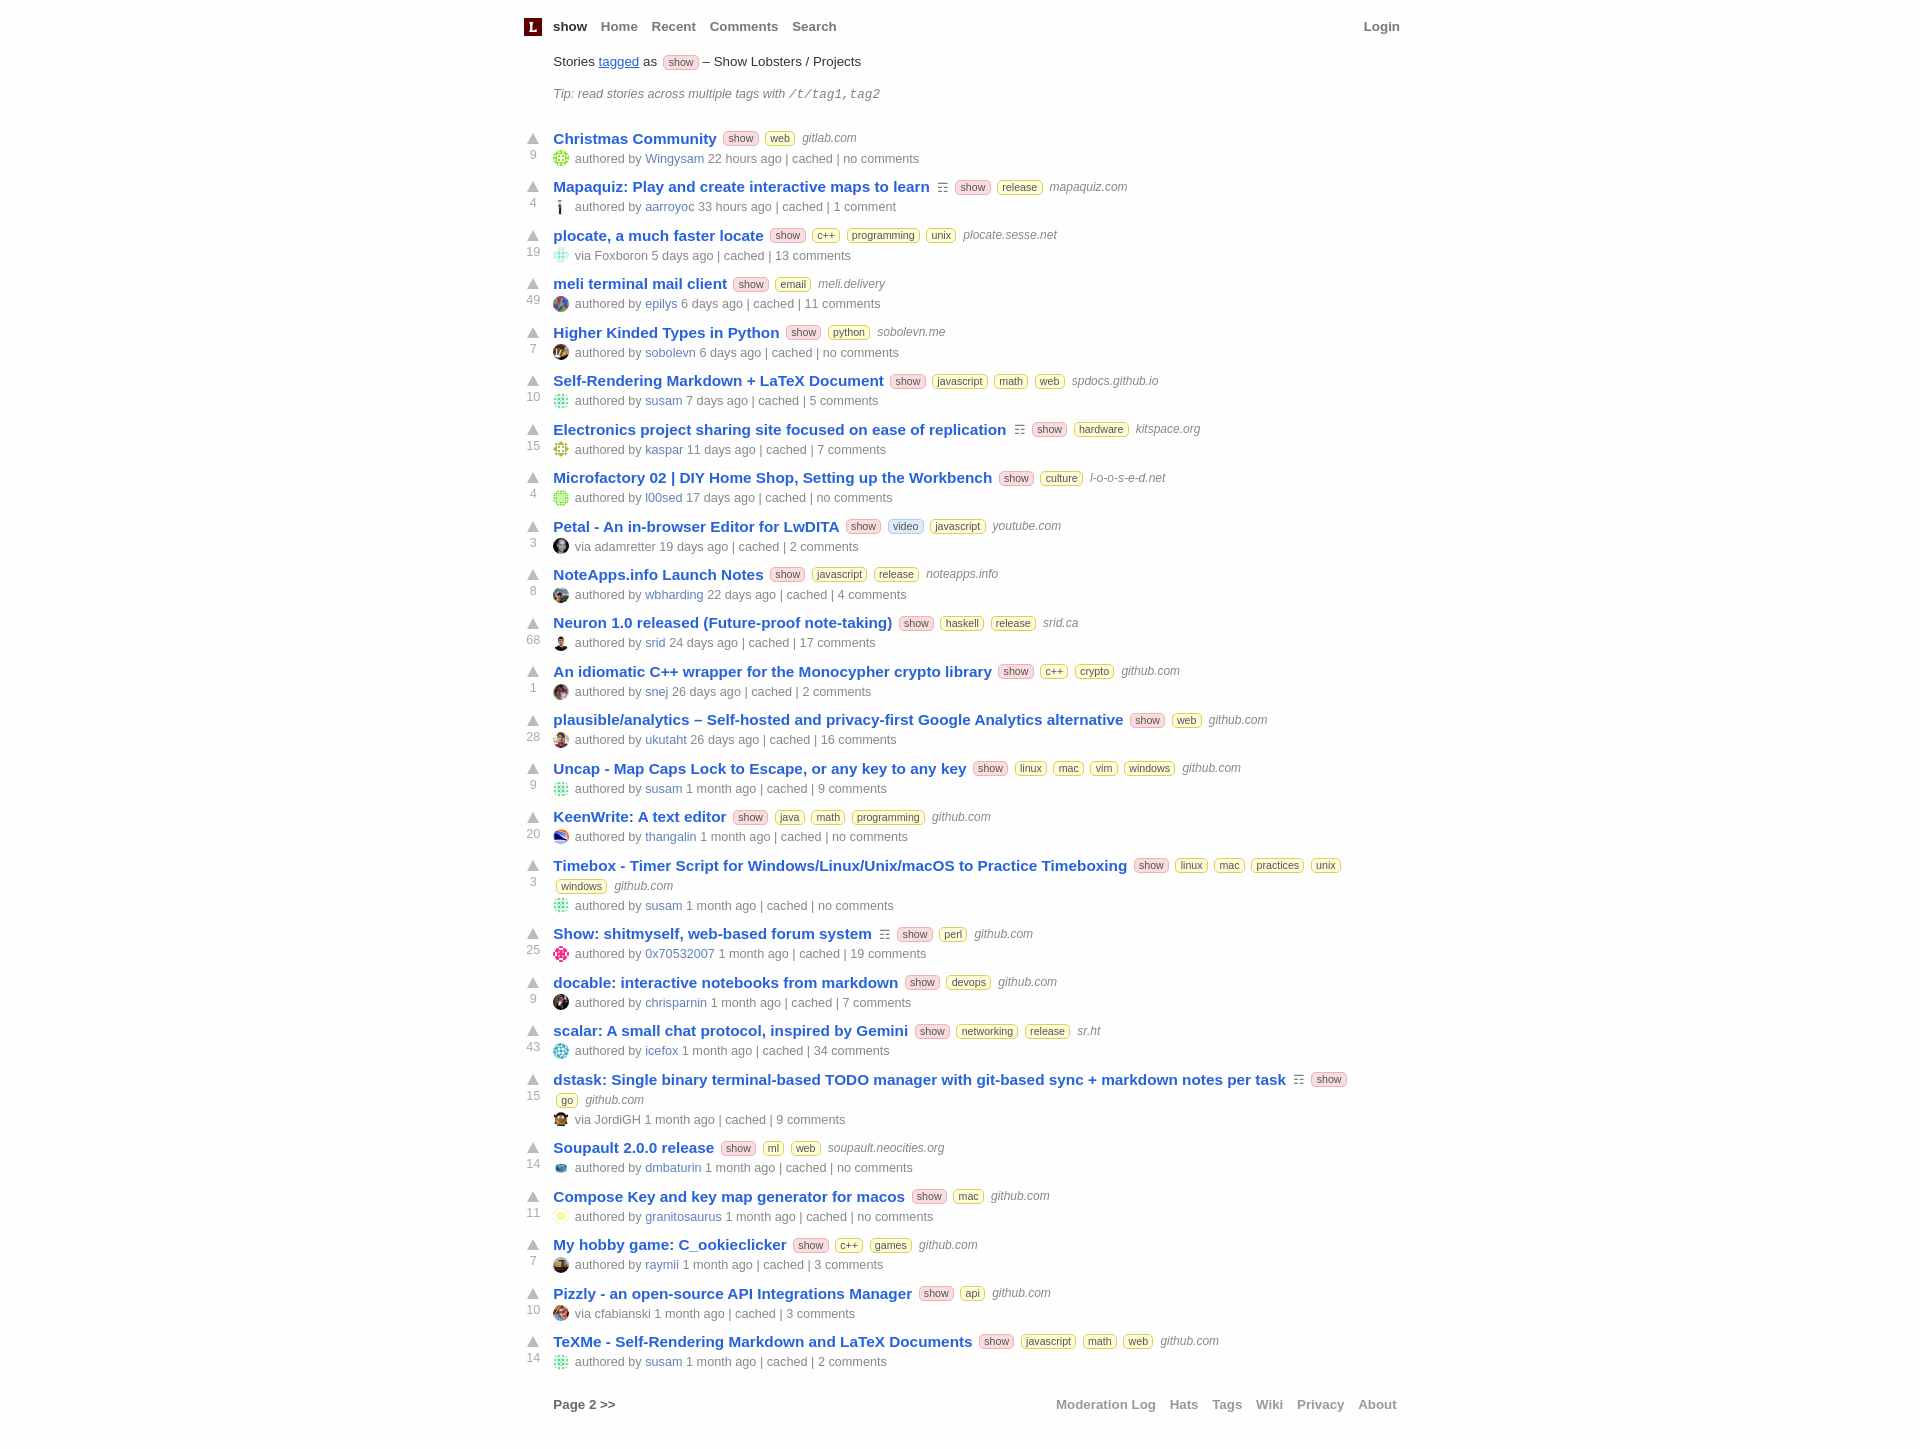 L show Home Recent Comments Search Login
Stories tagged as show – Show Lobsters / Projects
Tip: read stories across multiple tags with /t/tag1,tag2
Christmas Community show web gitlab.com
9 authored by Wingysam 22 hours ago | cached | no comments
Mapaquiz: Play and create interactive maps to learn ☶ show release mapaquiz.com
4 authored by aarroyoc 33 hours ago | cached | 1 comment
plocate, a much faster locate show c++ programming unix plocate.sesse.net
19 via Foxboron 5 days ago | cached | 13 comments
meli terminal mail client show email meli.delivery
49 authored by epilys 6 days ago | cached | 11 comments
Higher Kinded Types in Python show python sobolevn.me
7 authored by sobolevn 6 days ago | cached | no comments
Self-Rendering Markdown + LaTeX Document show javascript math web spdocs.github.io
10 authored by susam 7 days ago | cached | 5 comments
Electronics project sharing site focused on ease of replication ☶ show hardware kitspace.org
15 authored by kaspar 11 days ago | cached | 7 comments
Microfactory 02 | DIY Home Shop, Setting up the Workbench show culture l-o-o-s-e-d.net
4 authored by l00sed 17 days ago | cached | no comments
Petal - An in-browser Editor for LwDITA show video javascript youtube.com
3 via adamretter 19 days ago | cached | 2 comments
NoteApps.info Launch Notes show javascript release noteapps.info
8 authored by wbharding 22 days ago | cached | 4 comments
Neuron 1.0 released (Future-proof note-taking) show haskell release srid.ca
68 authored by srid 24 days ago | cached | 17 comments
An idiomatic C++ wrapper for the Monocypher crypto library show c++ crypto github.com
1 authored by snej 26 days ago | cached | 2 comments
plausible/analytics – Self-hosted and privacy-first Google Analytics alternative show web github.com
28 authored by ukutaht 26 days ago | cached | 16 comments
Uncap - Map Caps Lock to Escape, or any key to any key show linux mac vim windows github.com
9 authored by susam 1 month ago | cached | 9 comments
KeenWrite: A text editor show java math programming github.com
20 authored by thangalin 1 month ago | cached | no comments
Timebox - Timer Script for Windows/Linux/Unix/macOS to Practice Timeboxing show linux mac practices unix
3 windows github.com
authored by susam 1 month ago | cached | no comments
Show: shitmyself, web-based forum system ☶ show perl github.com
25 authored by 0x70532007 1 month ago | cached | 19 comments
docable: interactive notebooks from markdown show devops github.com
9 authored by chrisparnin 1 month ago | cached | 7 comments
scalar: A small chat protocol, inspired by Gemini show networking release sr.ht
43 authored by icefox 1 month ago | cached | 34 comments
dstask: Single binary terminal-based TODO manager with git-based sync + markdown notes per task ☶ show
15 go github.com
via JordiGH 1 month ago | cached | 9 comments
Soupault 2.0.0 release show ml web soupault.neocities.org
14 authored by dmbaturin 1 month ago | cached | no comments
Compose Key and key map generator for macos show mac github.com
11 authored by granitosaurus 1 month ago | cached | no comments
My hobby game: C_ookieclicker show c++ games github.com
7 authored by raymii 1 month ago | cached | 3 comments
Pizzly - an open-source API Integrations Manager show api github.com
10 via cfabianski 1 month ago | cached | 3 comments
TeXMe - Self-Rendering Markdown and LaTeX Documents show javascript math web github.com
14 authored by susam 1 month ago | cached | 2 comments
Page 2 >> Moderation Log Hats Tags Wiki Privacy About